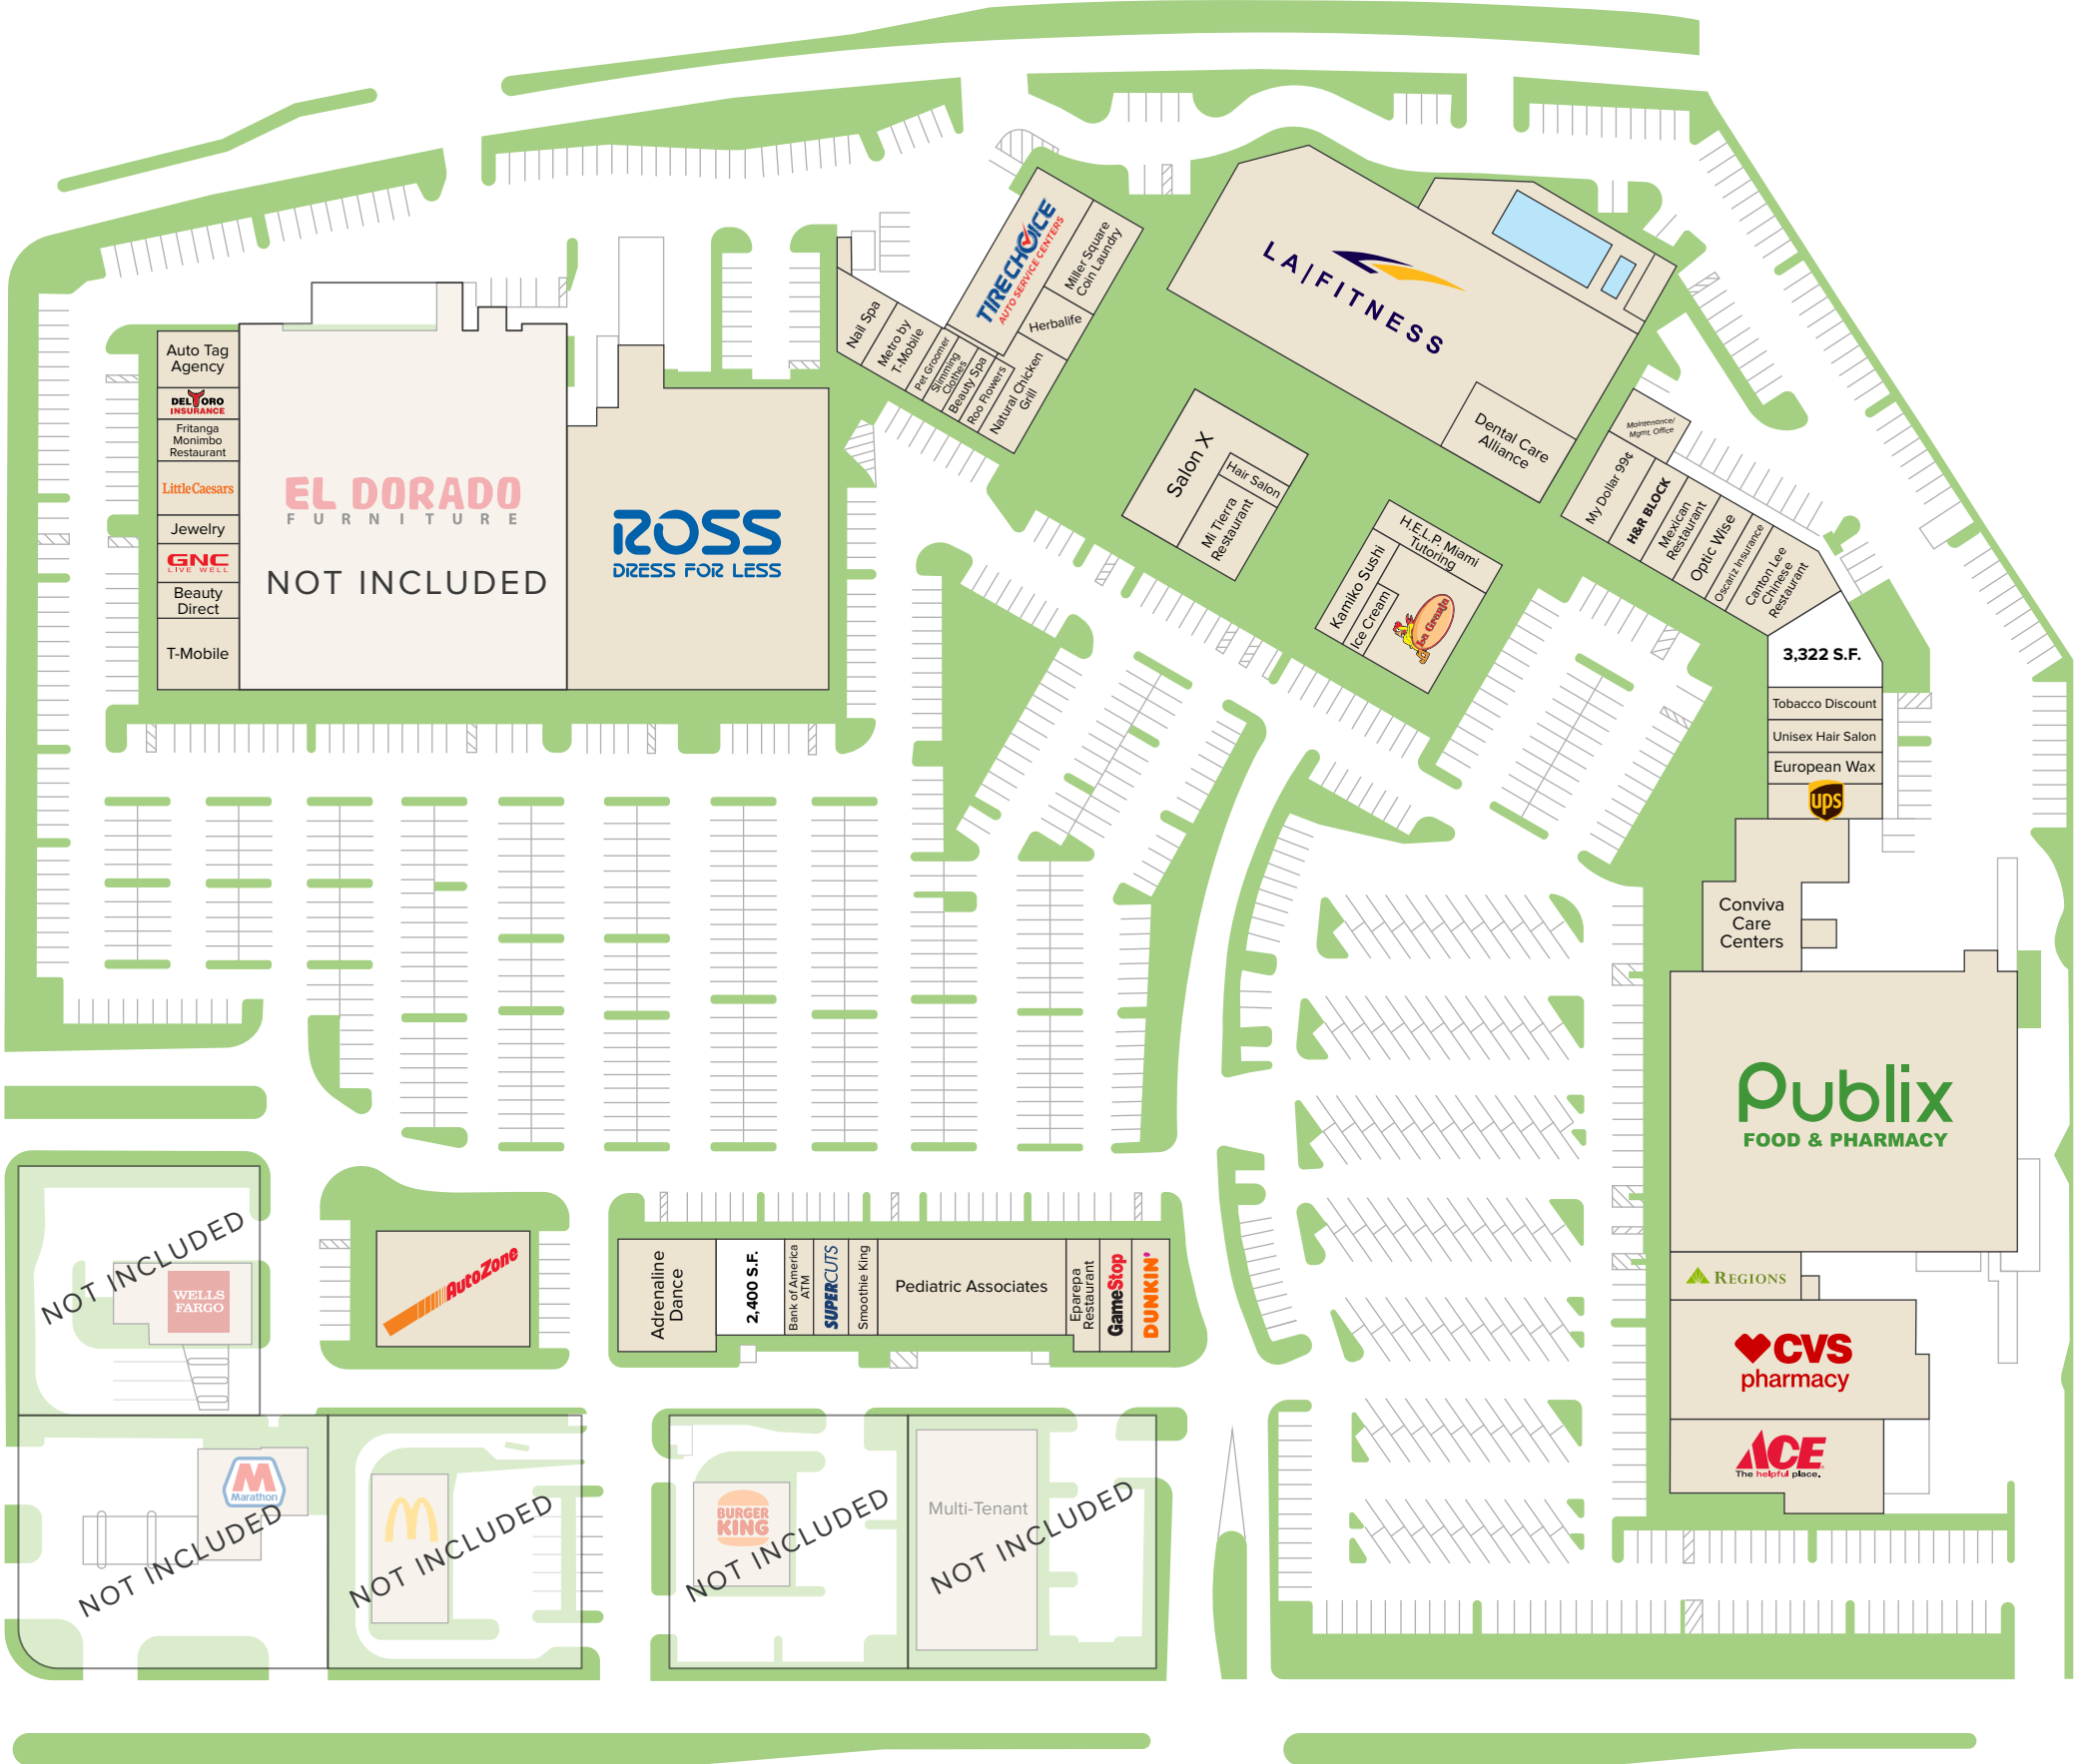 TIRECHOICE
AUTO SERVICE CENTERS
Miller Square
Coin Laundry
Herbalife
Nail Spa
Metro by
T-Mobile
Pet Groomer
Slimming
Clothes
Beauty Spa
Roo Flowers
Natural Chicken
Grill
LA|FITNESS
Dental Care
Alliance
Salon X
Hair Salon
Mi Tierra
Restaurant
H.E.L.P. Miami
Tutoring
Kamiko Sushi
Ice Cream
La Granja
Maintenance/
Mgmt. Office
My Dollar 99¢
H&R BLOCK
Mexican
Restaurant
Optic Wise
Oscariz Insurance
Canton Lee
Chinese
Restaurant
3,322 S.F.
Tobacco Discount
Unisex Hair Salon
European Wax
ups
Conviva
Care
Centers
Publix
FOOD & PHARMACY
REGIONS
CVS
pharmacy
ACE
The helpful place.
Auto Tag
Agency
DEL TORO
INSURANCE
Fritanga
Monimbo
Restaurant
Little Caesars
Jewelry
GNC
LIVE WELL
Beauty
Direct
T-Mobile
EL DORADO
FURNITURE
NOT INCLUDED
ROSS
DRESS FOR LESS
NOT INCLUDED
WELLS
FARGO
AutoZone
Adrenaline
Dance
2,400 S.F.
Bank of America
ATM
SUPERCUTS
Smoothie King
Pediatric Associates
Eparepa
Restaurant
GameStop
DUNKIN'
M
Marathon
NOT INCLUDED
M
NOT INCLUDED
BURGER
KING
NOT INCLUDED
Multi-Tenant
NOT INCLUDED